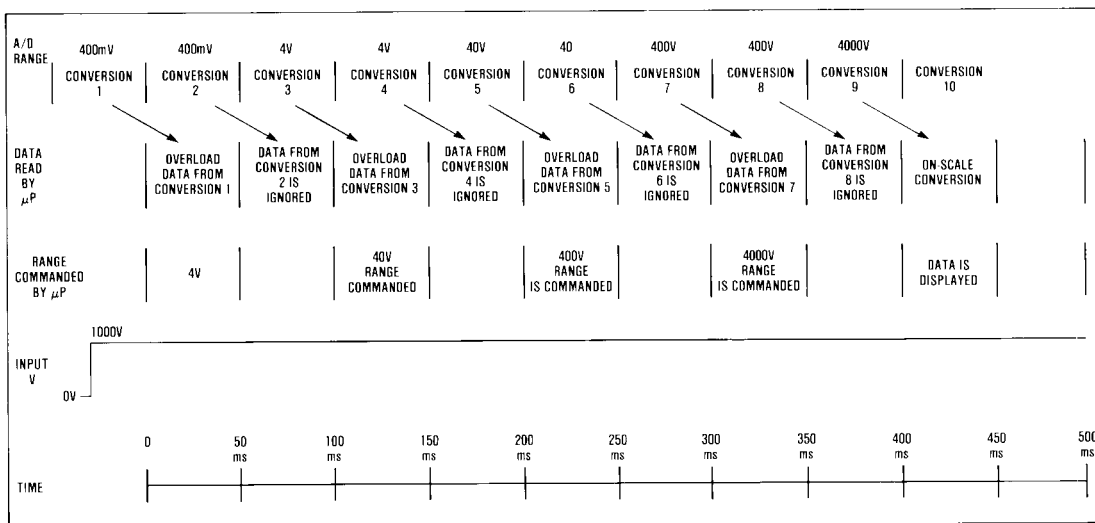 A/D
RANGE
400mV 400mV 4V 4V 40V 40 400V 400V 4000V
CONVERSION CONVERSION CONVERSION CONVERSION CONVERSION CONVERSION CONVERSION CONVERSION CONVERSION CONVERSION
1 2 3 4 5 6 7 8 9 10
DATA
READ
BY
μP
OVERLOAD
DATA FROM
CONVERSION 1
DATA FROM
CONVERSION
2 IS
IGNORED
OVERLOAD
DATA FROM
CONVERSION 3
DATA FROM
CONVERSION
4 IS
IGNORED
OVERLOAD
DATA FROM
CONVERSION 5
DATA FROM
CONVERSION
6 IS
IGNORED
OVERLOAD
DATA FROM
CONVERSION 7
DATA FROM
CONVERSION
8 IS
IGNORED
ON-SCALE
CONVERSION
RANGE
COMMANDED
BY μP
4V
40V
RANGE
COMMANDED
400V
RANGE
IS COMMANDED
4000V
RANGE
IS COMMANDED
DATA IS
DISPLAYED
1000V
INPUT
V
0V
0 50 100 150 200 250 300 350 400 450 500
ms ms ms ms ms ms ms ms ms ms
TIME